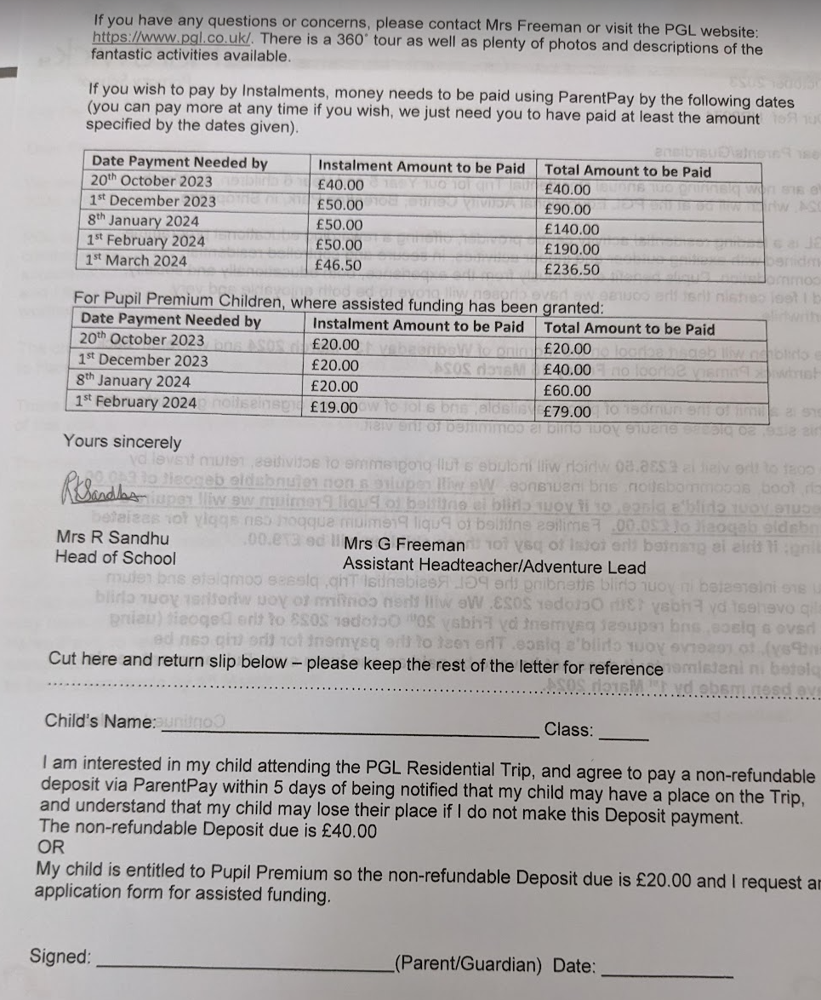 If you have any questions or concerns, please contact Mrs Freeman or visit the PGL website:
https://www.pgl.co.uk/. There is a 360° tour as well as plenty of photos and descriptions of the
fantastic activities available.
If you wish to pay by Instalments, money needs to be paid using ParentPay by the following dates
(you can pay more at any time if you wish, we just need you to have paid at least the amount
specified by the dates given).
Date Payment Needed by Instalment Amount to be Paid Total Amount to be Paid
20th October 2023 £40.00 £40.00
1st December 2023 £50.00 £90.00
8th January 2024 £50.00 £140.00
1st February 2024 £50.00 £190.00
1st March 2024 £46.50 £236.50
For Pupil Premium Children, where assisted funding has been granted:
Date Payment Needed by Instalment Amount to be Paid Total Amount to be Paid
20th October 2023 £20.00 £20.00
1st December 2023 £20.00 £40.00
8th January 2024 £20.00 £60.00
1st February 2024 £19.00 £79.00
Yours sincerely
RKSandhu
Mrs R Sandhu Mrs G Freeman
Head of School Assistant Headteacher/Adventure Lead
Cut here and return slip below – please keep the rest of the letter for reference
Child's Name: Class:
I am interested in my child attending the PGL Residential Trip, and agree to pay a non-refundable
deposit via ParentPay within 5 days of being notified that my child may have a place on the Trip,
and understand that my child may lose their place if I do not make this Deposit payment.
The non-refundable Deposit due is £40.00
OR
My child is entitled to Pupil Premium so the non-refundable Deposit due is £20.00 and I request an
application form for assisted funding.
Signed: (Parent/Guardian) Date: